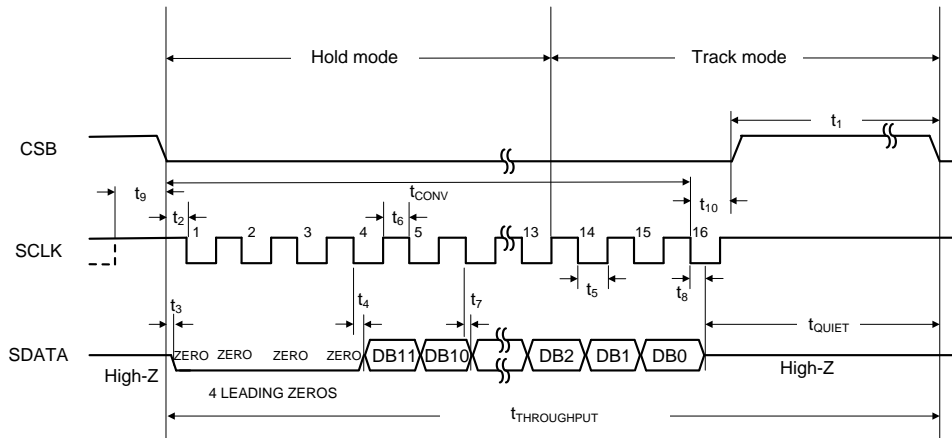 Hold mode
Track mode
t1
CSB
t9
tCONV
t10
t2
t6
1 2 3 4 5 13 14 15 16
SCLK
t3
t4
t7
t5
t8
tQUIET
SDATA
ZERO ZERO ZERO ZERO DB11 DB10 DB2 DB1 DB0
High-Z
High-Z
4 LEADING ZEROS
tTHROUGHPUT